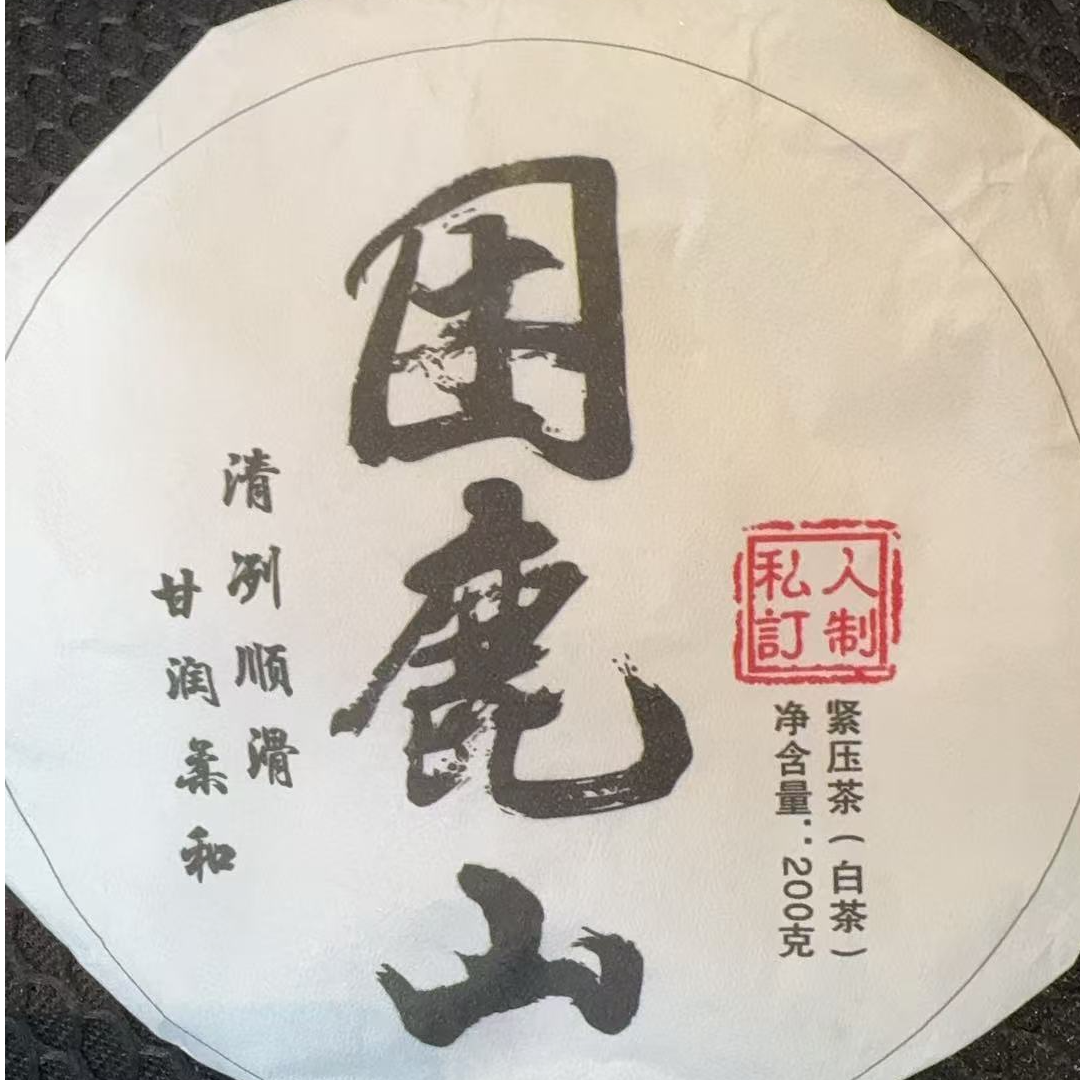 困鹿山
清冽顺滑
甘润柔和
私人
訂制
紧压茶（白茶）
净含量：200克